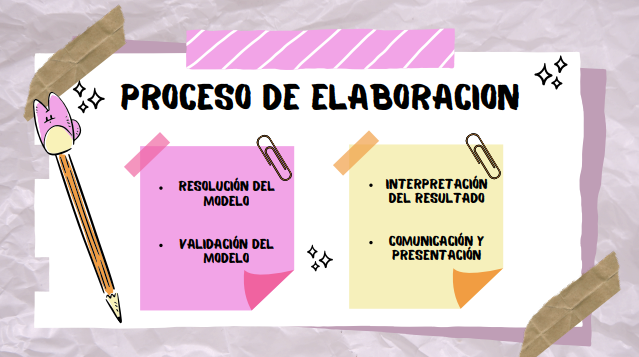 PROCESO DE ELABORACION
• RESOLUCIÓN DEL
MODELO
• VALIDACIÓN DEL
MODELO
• INTERPRETACIÓN
DEL RESULTADO
• COMUNICACIÓN Y
PRESENTACIÓN